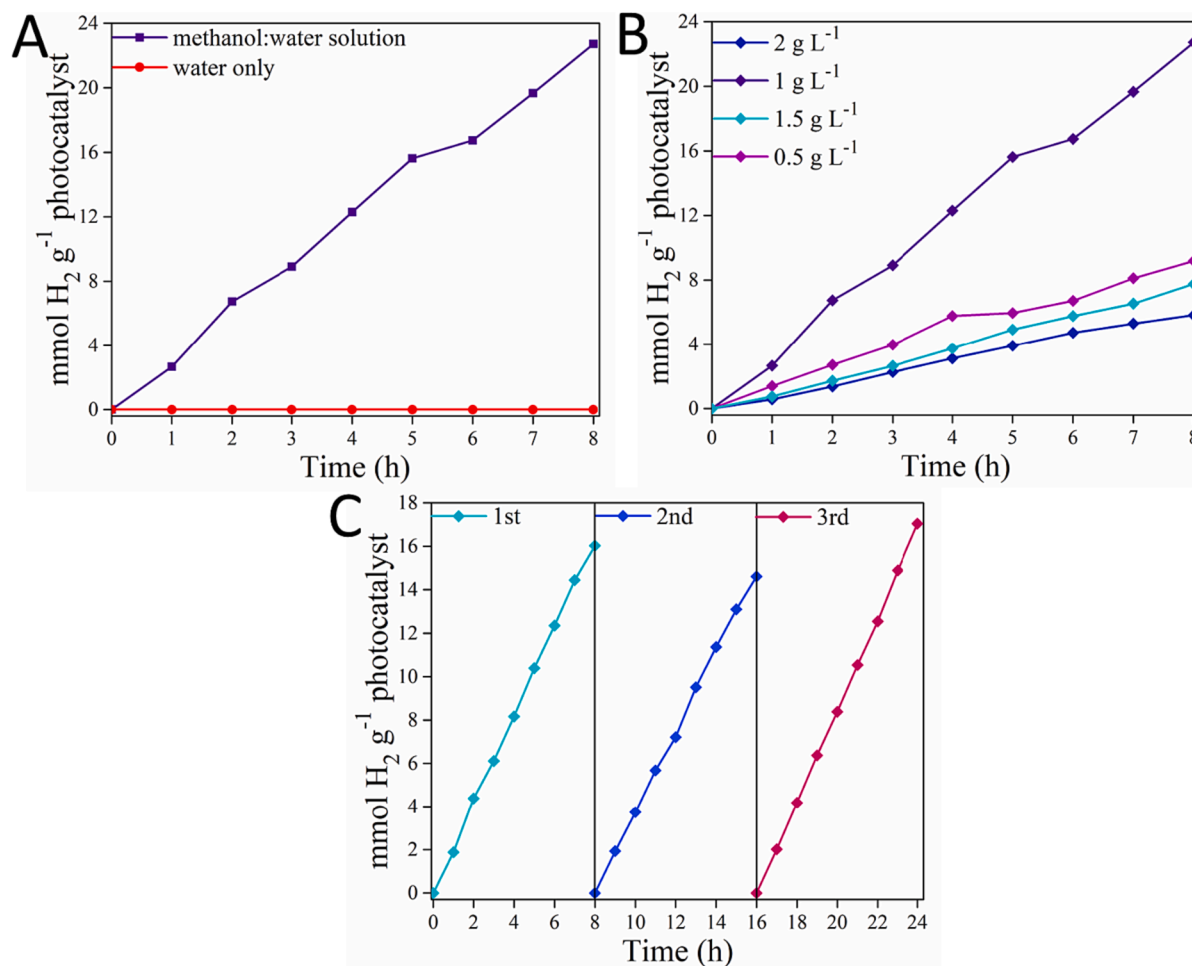 A
mmol H₂ g⁻¹ photocatalyst
24
20
16
12
8
4
0
methanol:water solution
water only
0 1 2 3 4 5 6 7 8
Time (h)
B
mmol H₂ g⁻¹ photocatalyst
24
20
16
12
8
4
0
2 g L⁻¹
1 g L⁻¹
1.5 g L⁻¹
0.5 g L⁻¹
0 1 2 3 4 5 6 7 8
Time (h)
C
mmol H₂ g⁻¹ photocatalyst
18
16
14
12
10
8
6
4
2
0
1st 2nd 3rd
0 2 4 6 8 10 12 14 16 18 20 22 24
Time (h)